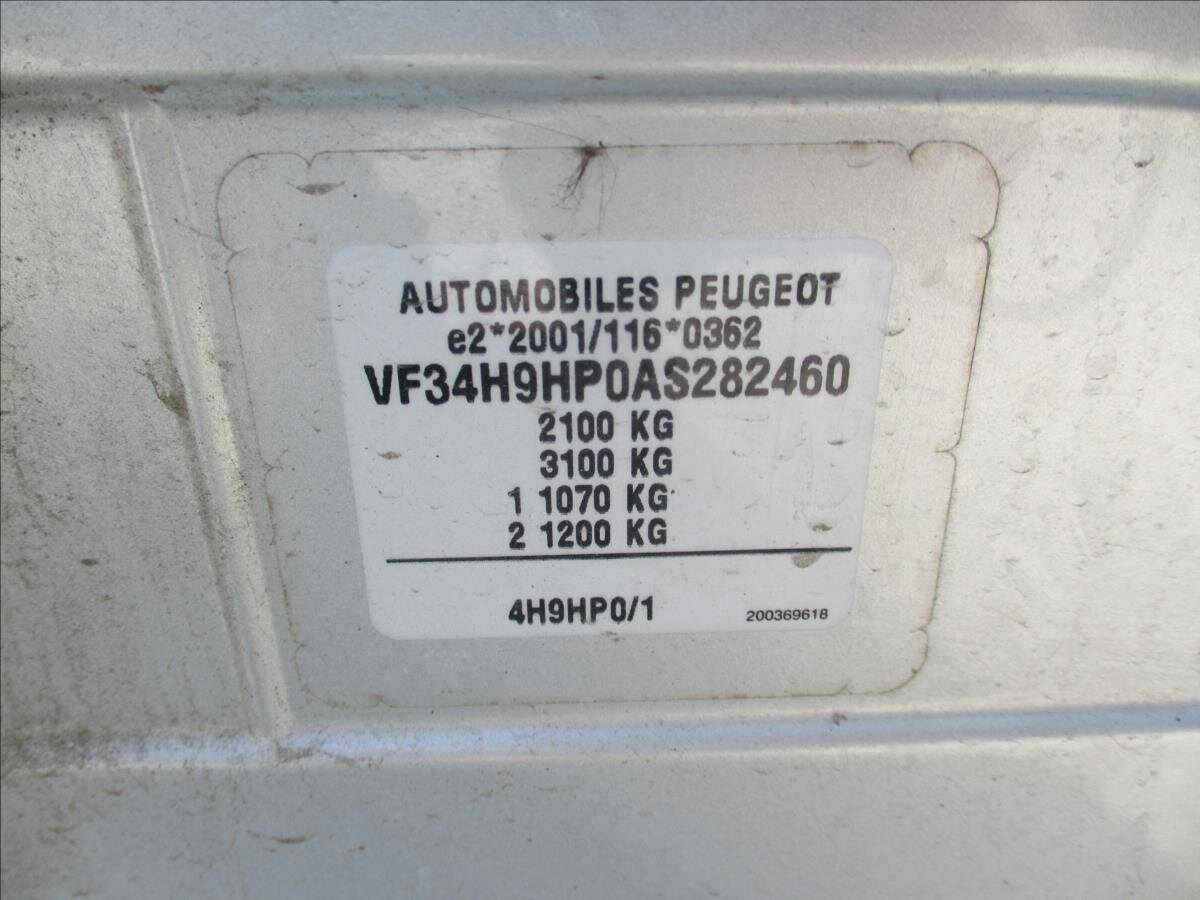 AUTOMOBILES PEUGEOT
e2*2001/116*0362
VF34H9HP0AS282460
2100 KG
3100 KG
1 1070 KG
2 1200 KG
4H9HP0/1
200369618